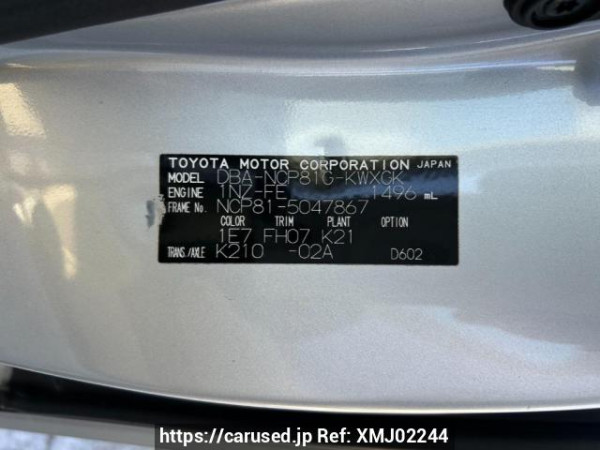 TOYOTA MOTOR CORPORATION JAPAN
MODEL DBA-NCP81G-KWXGK
ENGINE 1NZ-FE 1496 mL
FRAME No. NCP81-5047867
COLOR TRIM PLANT OPTION
1E7 FH07 K21
TRANS./AXLE K210 -02A D602
https://carused.jp Ref: XMJ02244